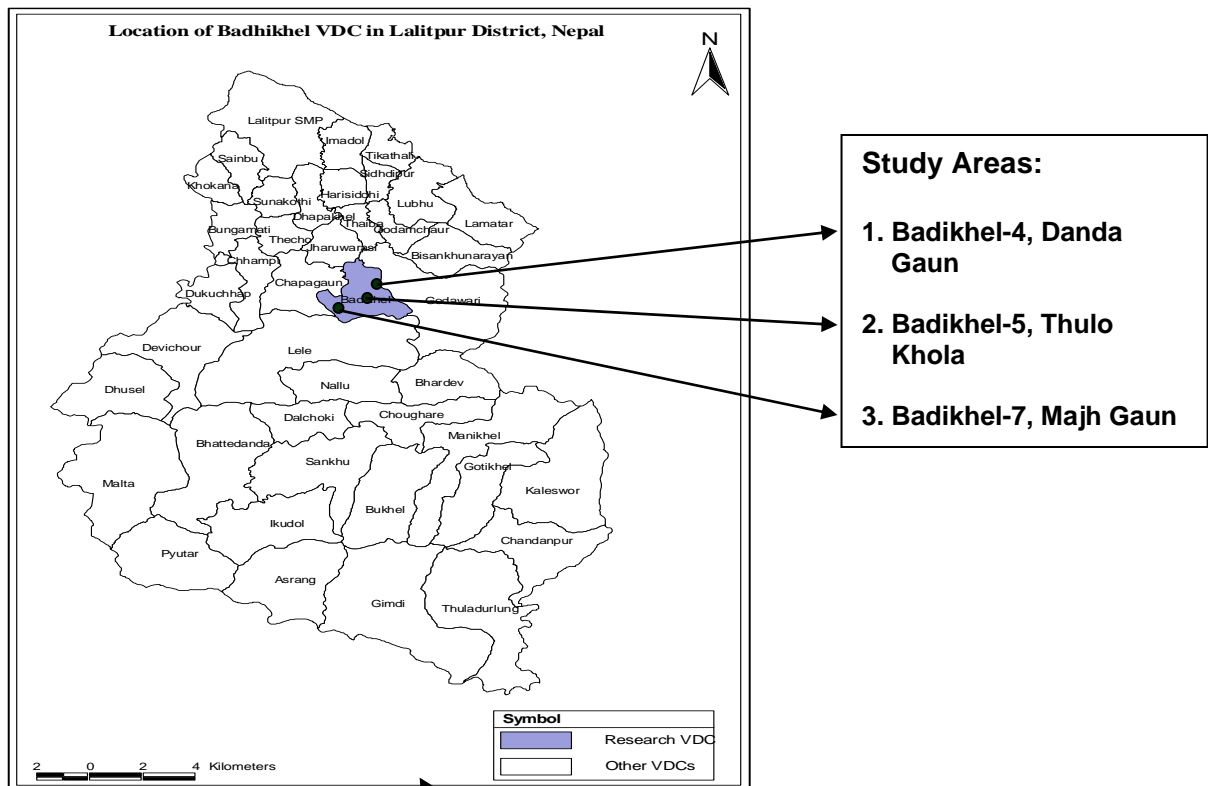 Location of Badhikhel VDC in Lalitpur District, Nepal
N
Lalitpur SMP
Imadol
Tikathali
Sainbu
Sidhdipur
Khokana
Harisiddhi
Sunakothi
Lubhu
Dhapakhel
Lamatar
Thaiba
Bungamati
Godamchaur
Thecho
Jharuwarasi
Bisankhunarayan
Chhampi
Chapagaun
Dukuchhap
Badikhel
Godawari
Devichour
Lele
Dhusel
Nallu
Bhardev
Dalchoki
Choughare
Bhattedanda
Manikhel
Sankhu
Gotikhel
Malta
Kaleswor
Bukhel
Ikudol
Chandanpur
Pyutar
Asrang
Gimdi
Thuladurlung
Symbol
Research VDC
Other VDCs
2 0 2 4 Kilometers
Study Areas:
1. Badikhel-4, Danda
Gaun
2. Badikhel-5, Thulo
Khola
3. Badikhel-7, Majh Gaun